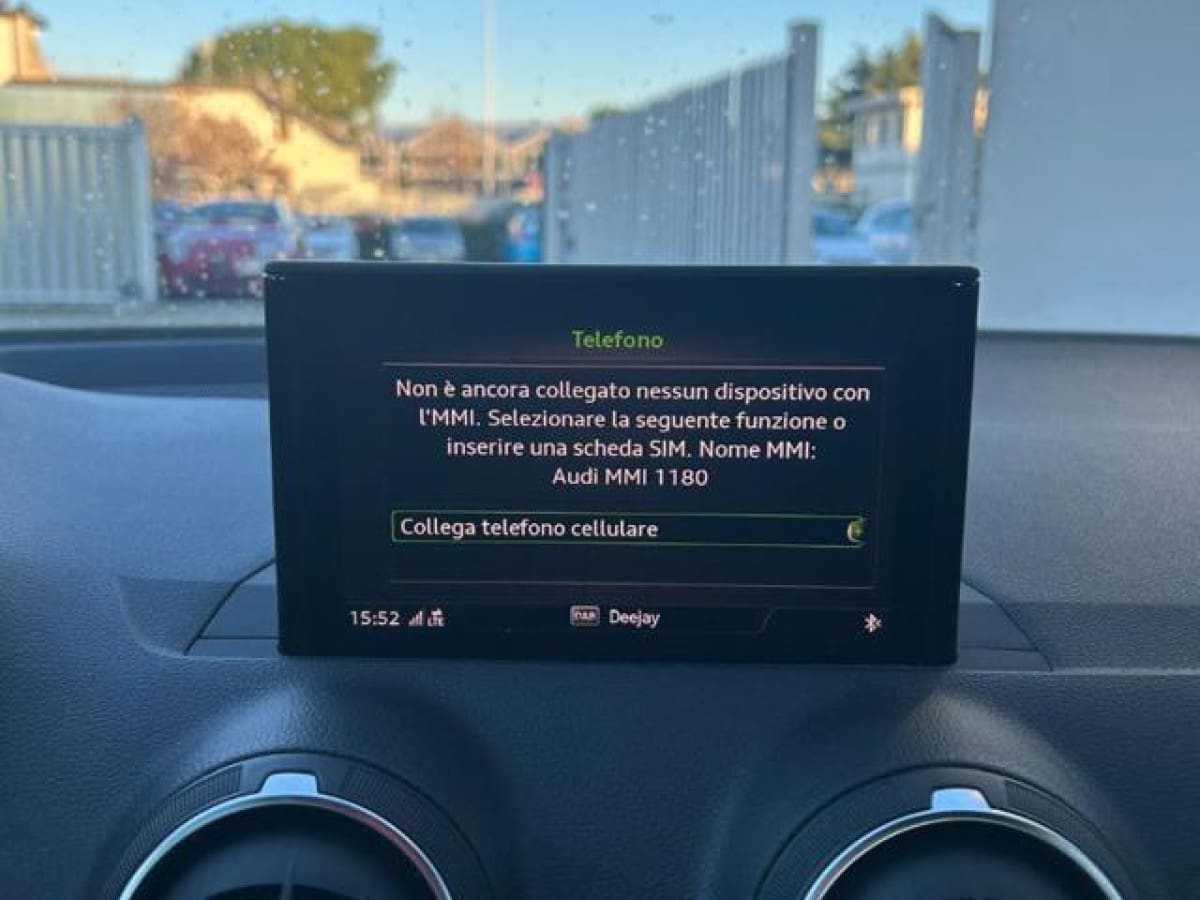 Telefono
Non è ancora collegato nessun dispositivo con
l'MMI. Selezionare la seguente funzione o
inserire una scheda SIM. Nome MMI:
Audi MMI 1180
Collega telefono cellulare
15:52 LTE DAB Deejay